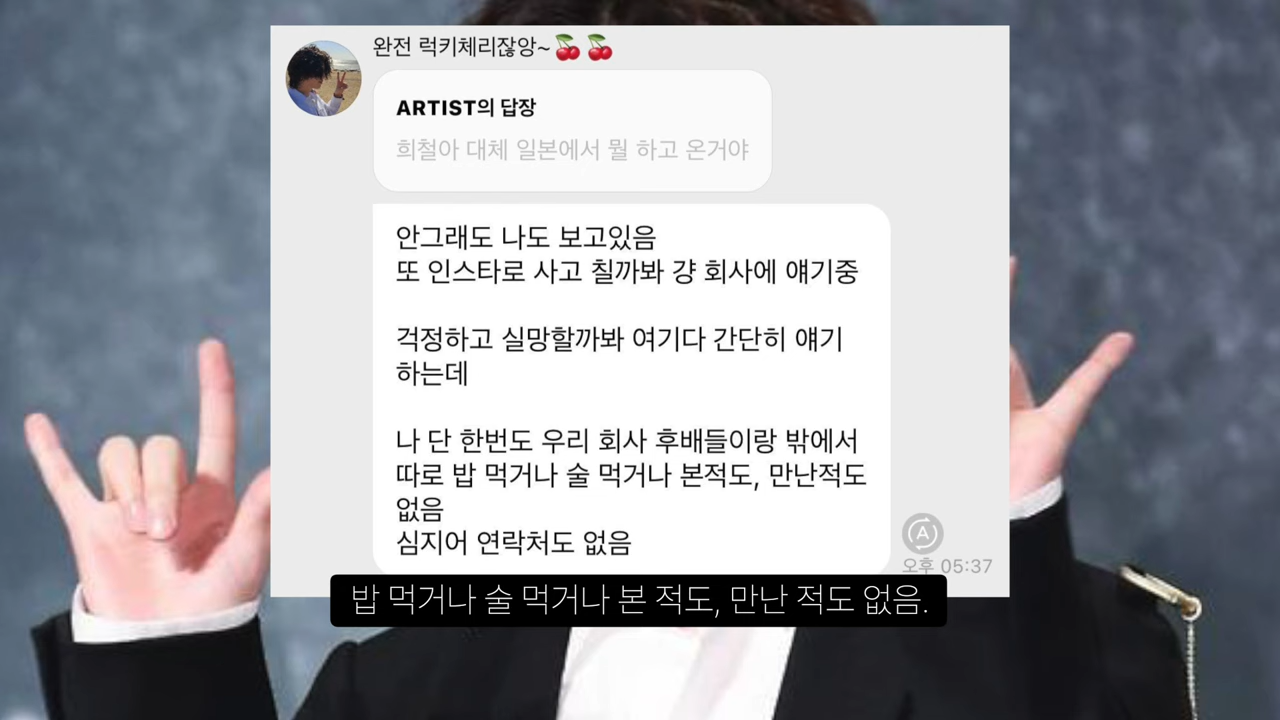 완전 럭키체리잖앙~🍒🍒
ARTIST의 답장
희철아 대체 일본에서 뭘 하고 온거야
안그래도 나도 보고있음
또 인스타로 사고 칠까봐 걍 회사에 얘기중
걱정하고 실망할까봐 여기다 간단히 얘기
하는데
나 단 한번도 우리 회사 후배들이랑 밖에서
따로 밥 먹거나 술 먹거나 본적도, 만난적도
없음
심지어 연락처도 없음
A
오후 05:37
밥 먹거나 술 먹거나 본 적도, 만난 적도 없음.